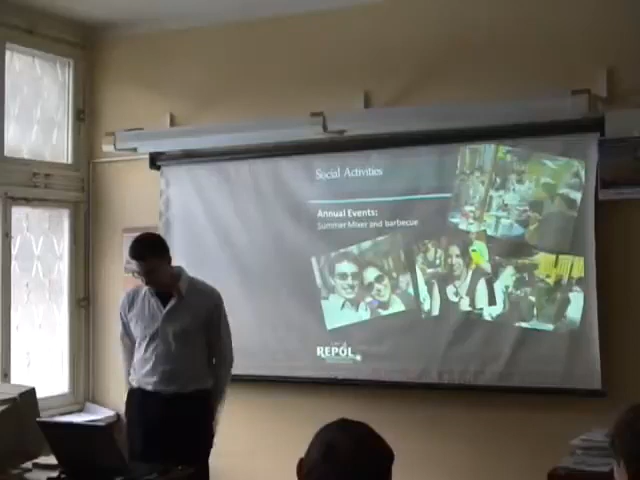 Social Activities
Annual Events:
Summer Mixer and barbecue
REPOL